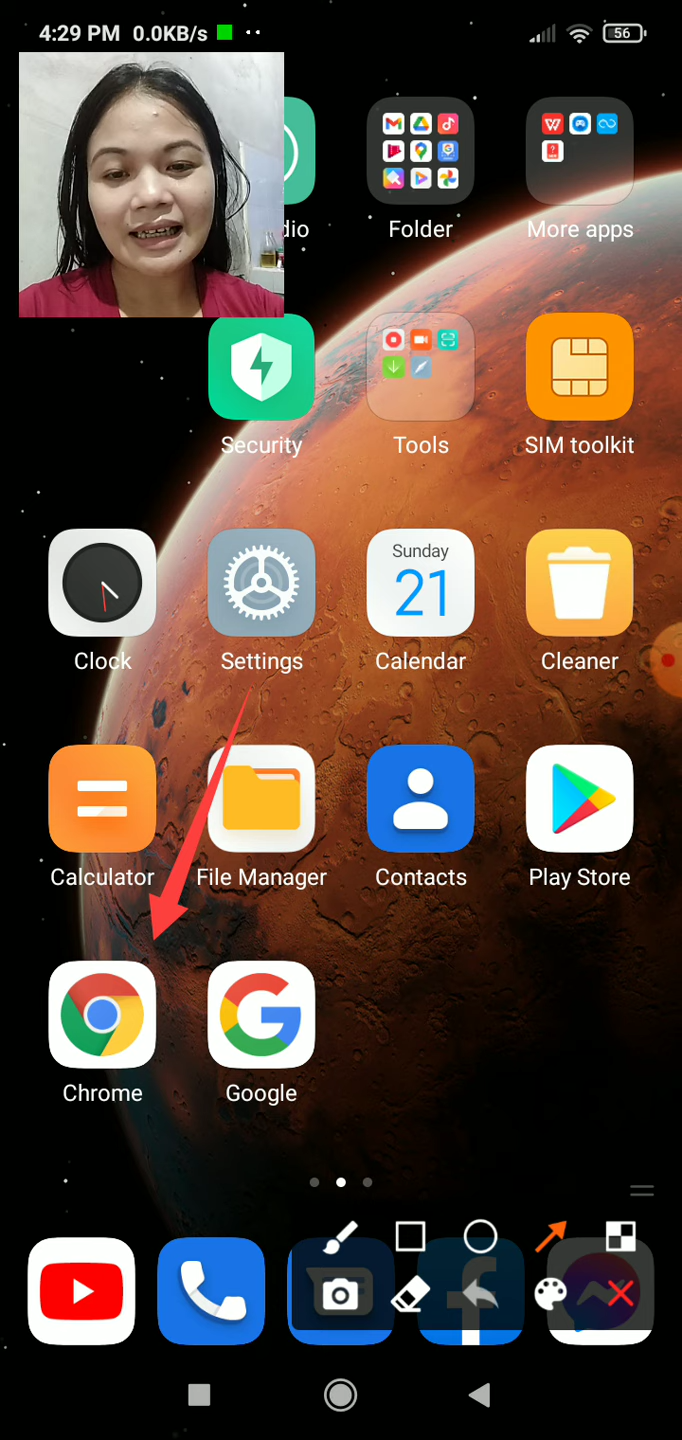 4:29 PM 0.0KB/s 56
dio
Folder
More apps
Security
Tools
SIM toolkit
Sunday
21
Clock
Settings
Calendar
Cleaner
Calculator
File Manager
Contacts
Play Store
Chrome
Google